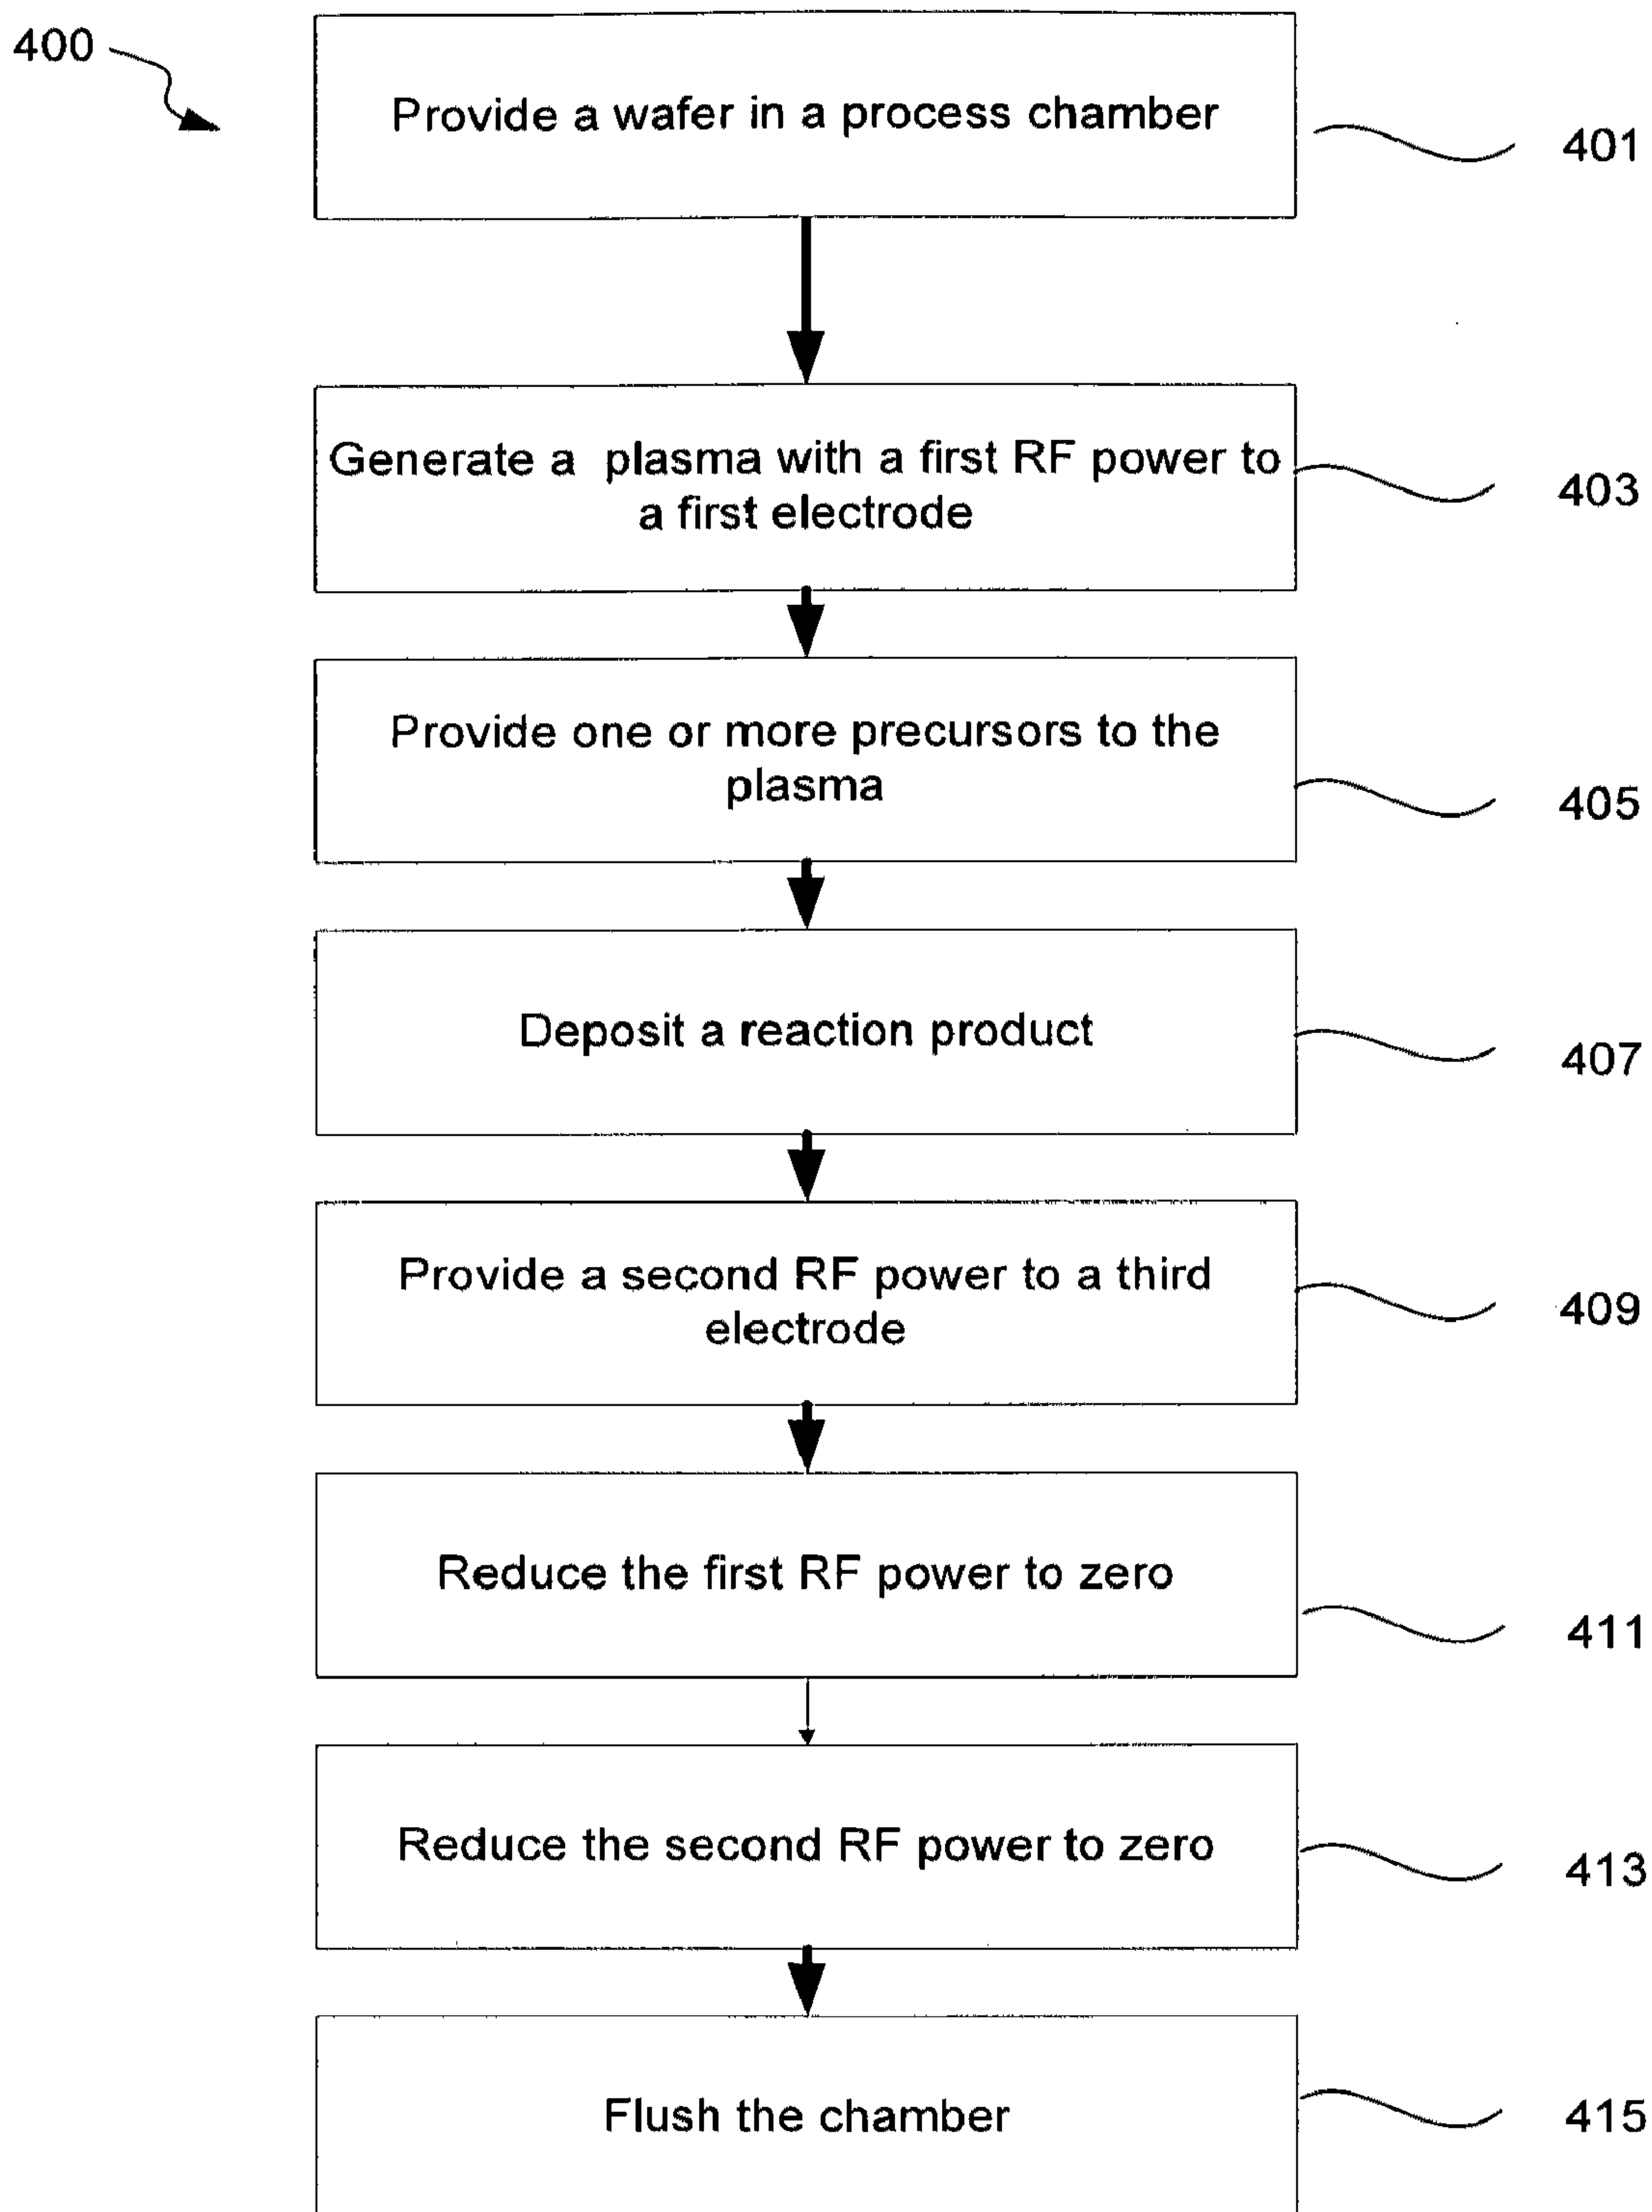 400
Provide a wafer in a process chamber
401
Generate a plasma with a first RF power to
a first electrode
403
Provide one or more precursors to the
plasma
405
Deposit a reaction product
407
Provide a second RF power to a third
electrode
409
Reduce the first RF power to zero
411
Reduce the second RF power to zero
413
Flush the chamber
415